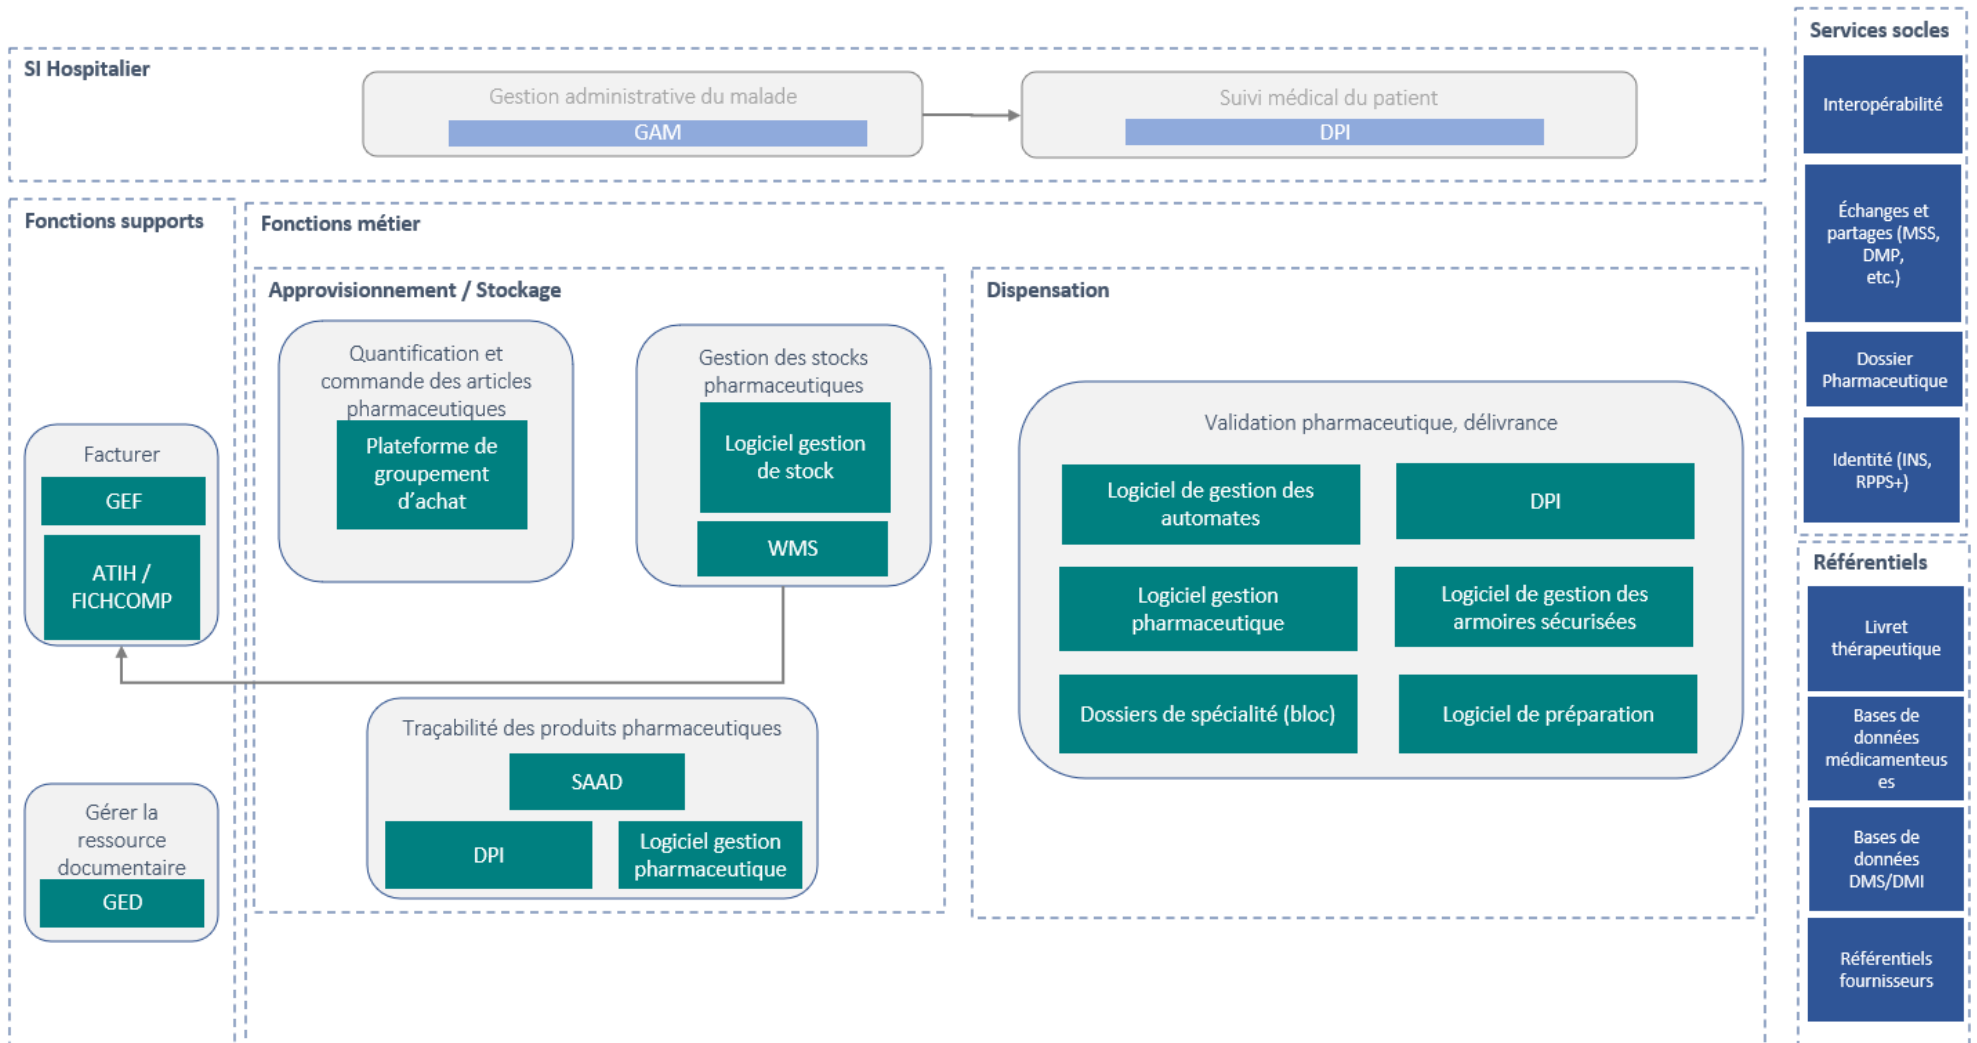 SI Hospitalier
Gestion administrative du malade
GAM
Suivi médical du patient
DPI
Fonctions supports
Facturer
GEF
ATIH /
FICHCOMP
Gérer la
ressource
documentaire
GED
Fonctions métier
Approvisionnement / Stockage
Quantification et
commande des articles
pharmaceutiques
Plateforme de
groupement
d'achat
Gestion des stocks
pharmaceutiques
Logiciel gestion
de stock
WMS
Traçabilité des produits pharmaceutiques
SAAD
DPI
Logiciel gestion
pharmaceutique
Dispensation
Validation pharmaceutique, délivrance
Logiciel de gestion des
automates
DPI
Logiciel gestion
pharmaceutique
Logiciel de gestion des
armoires sécurisées
Dossiers de spécialité (bloc)
Logiciel de préparation
Services socles
Interopérabilité
Échanges et
partages (MSS,
DMP,
etc.)
Dossier
Pharmaceutique
Identité (INS,
RPPS+)
Référentiels
Livret
thérapeutique
Bases de
données
médicamenteus
es
Bases de
données
DMS/DMI
Référentiels
fournisseurs